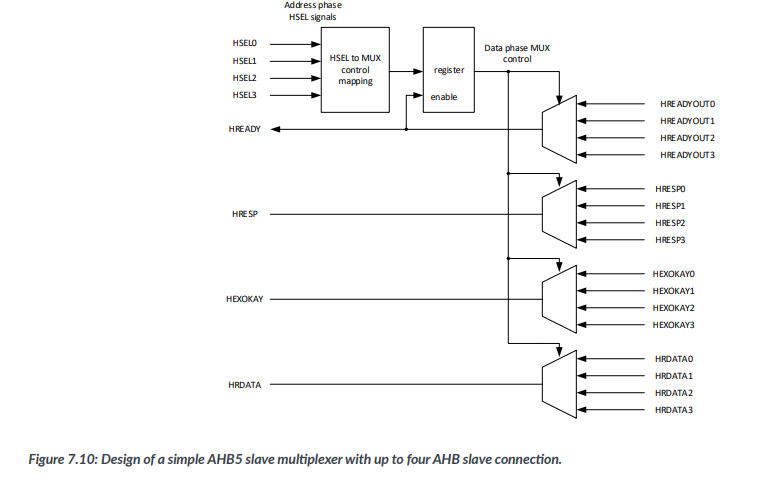 Address phase
HSEL signals
HSEL0
HSEL1
HSEL2
HSEL3
HSEL to MUX
control
mapping
register
enable
Data phase MUX
control
HREADY
HREADYOUT0
HREADYOUT1
HREADYOUT2
HREADYOUT3
HRESP
HRESP0
HRESP1
HRESP2
HRESP3
HEXOKAY
HEXOKAY0
HEXOKAY1
HEXOKAY2
HEXOKAY3
HRDATA
HRDATA0
HRDATA1
HRDATA2
HRDATA3
Figure 7.10: Design of a simple AHB5 slave multiplexer with up to four AHB slave connection.